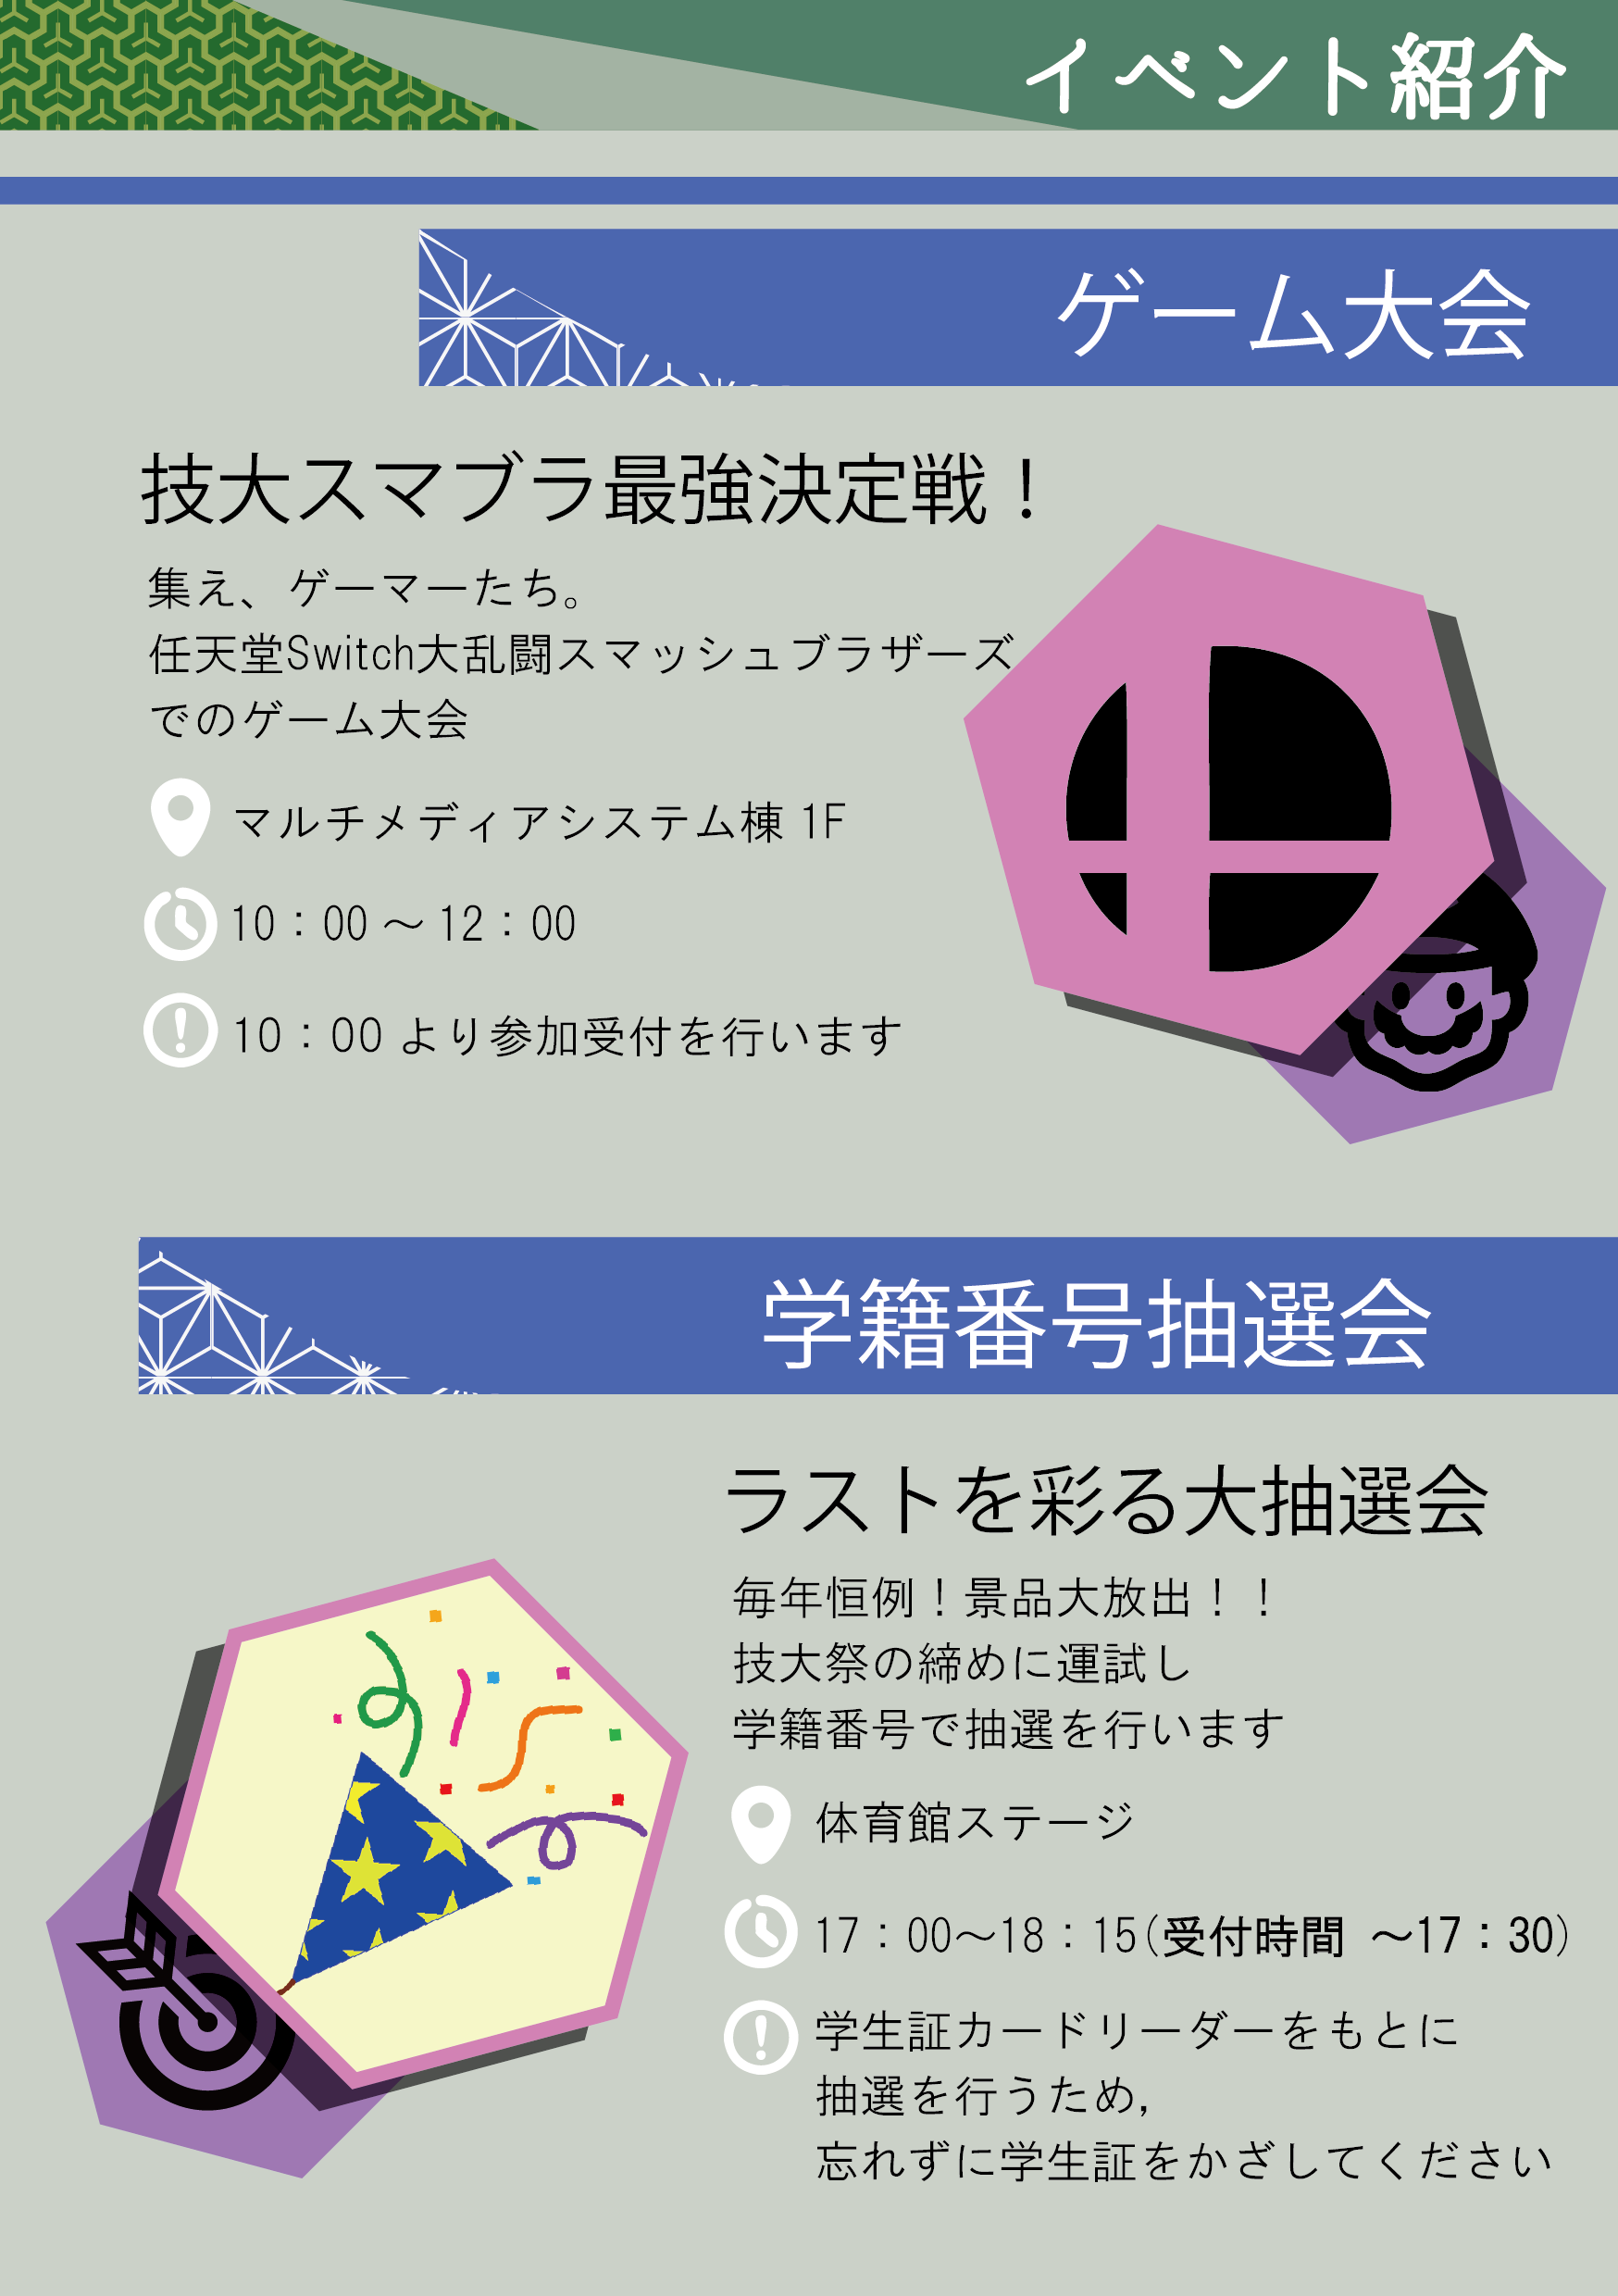 イベント紹介
ゲーム大会
技大スマブラ最強決定戦！
集え、ゲーマーたち。
任天堂Switch大乱闘スマッシュブラザーズ
でのゲーム大会
マルチメディアシステム棟 1F
10：00 ～ 12：00
10：00 より参加受付を行います
学籍番号抽選会
ラストを彩る大抽選会
毎年恒例！景品大放出！！
技大祭の締めに運試し
学籍番号で抽選を行います
体育館ステージ
17：00～18：15(受付時間 ～17：30)
学生証カードリーダーをもとに
抽選を行うため,
忘れずに学生証をかざしてください